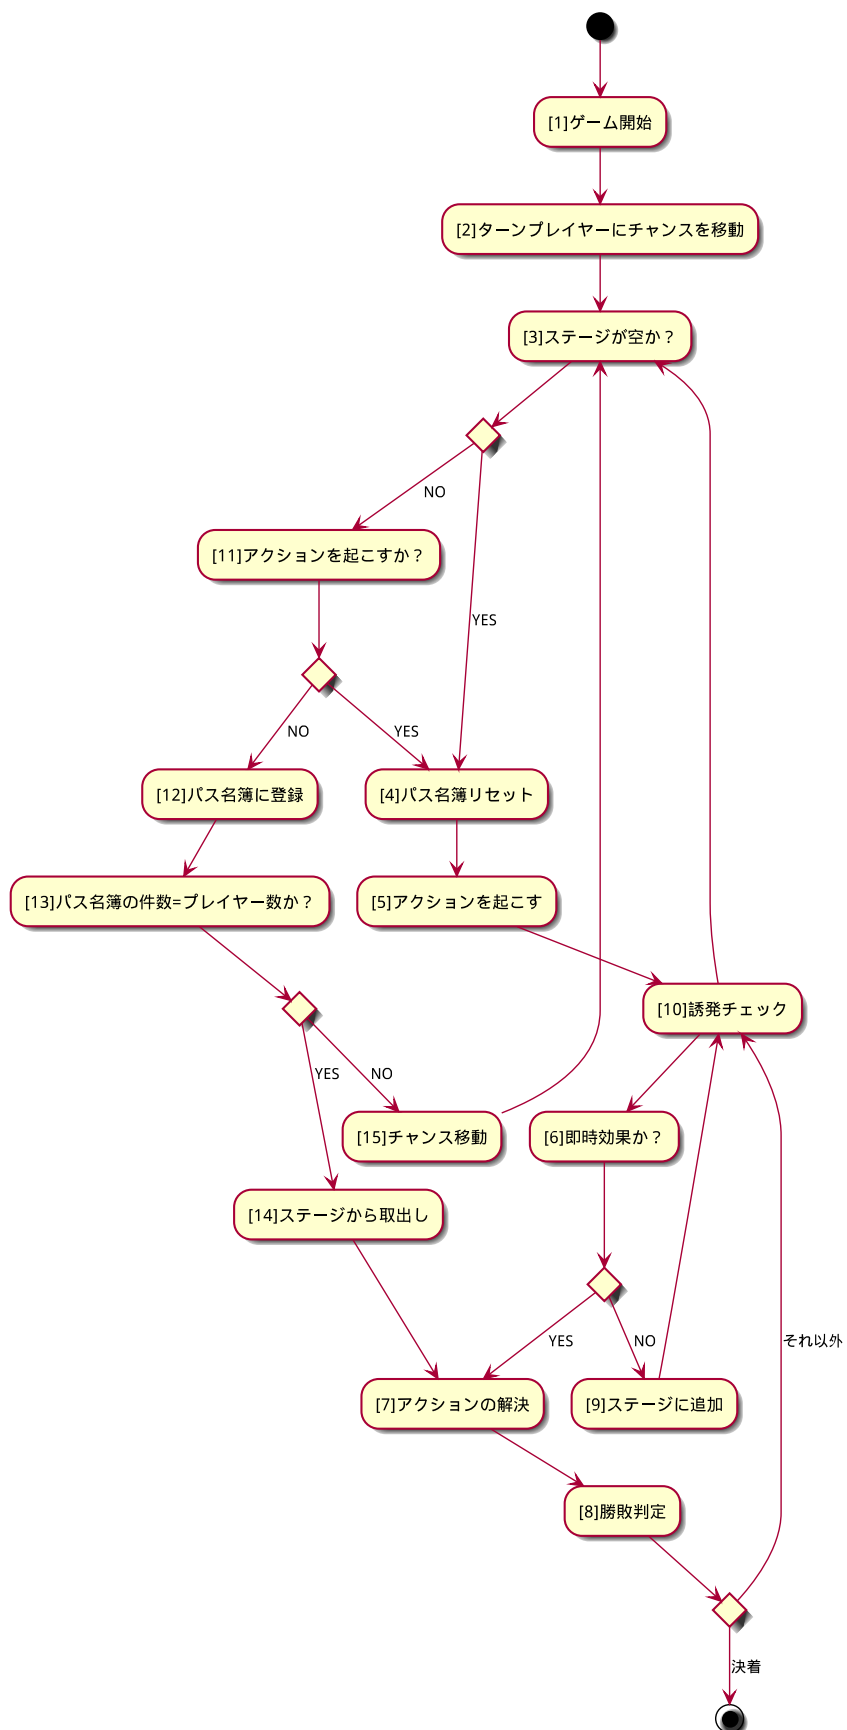 [1]ゲーム開始
[2]ターンプレイヤーにチャンスを移動
[3]ステージが空か？
NO
[11]アクションを起こすか？
YES
NO
YES
[12]パス名簿に登録
[4]パス名簿リセット
[13]パス名簿の件数=プレイヤー数か？
[5]アクションを起こす
[10]誘発チェック
YES
NO
[15]チャンス移動
[6]即時効果か？
[14]ステージから取出し
YES
NO
それ以外
[7]アクションの解決
[9]ステージに追加
[8]勝敗判定
決着